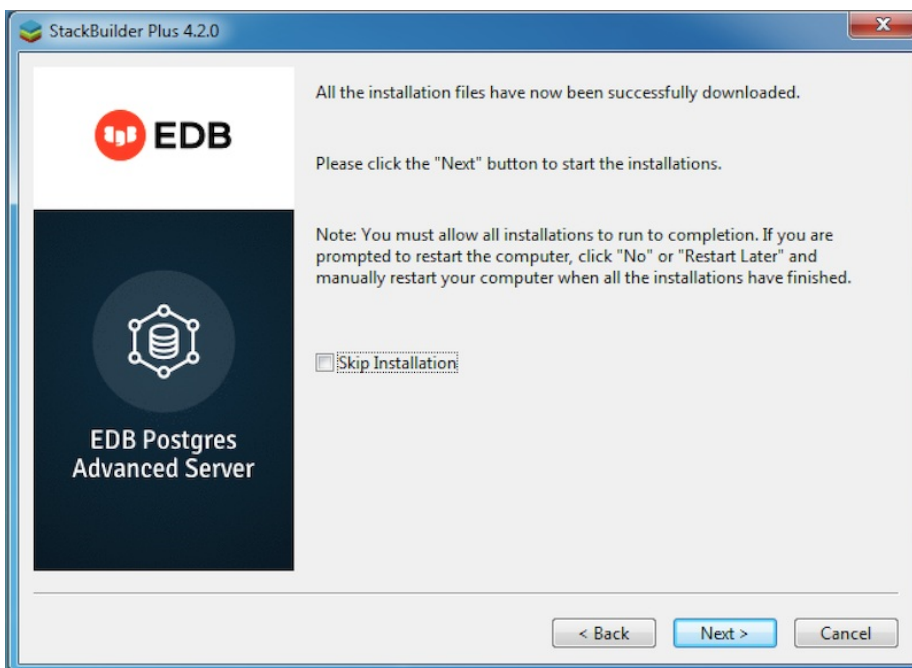 StackBuilder Plus 4.2.0
EDB
EDB Postgres
Advanced Server
All the installation files have now been successfully downloaded.
Please click the "Next" button to start the installations.
Note: You must allow all installations to run to completion. If you are
prompted to restart the computer, click "No" or "Restart Later" and
manually restart your computer when all the installations have finished.
Skip Installation
< Back
Next >
Cancel